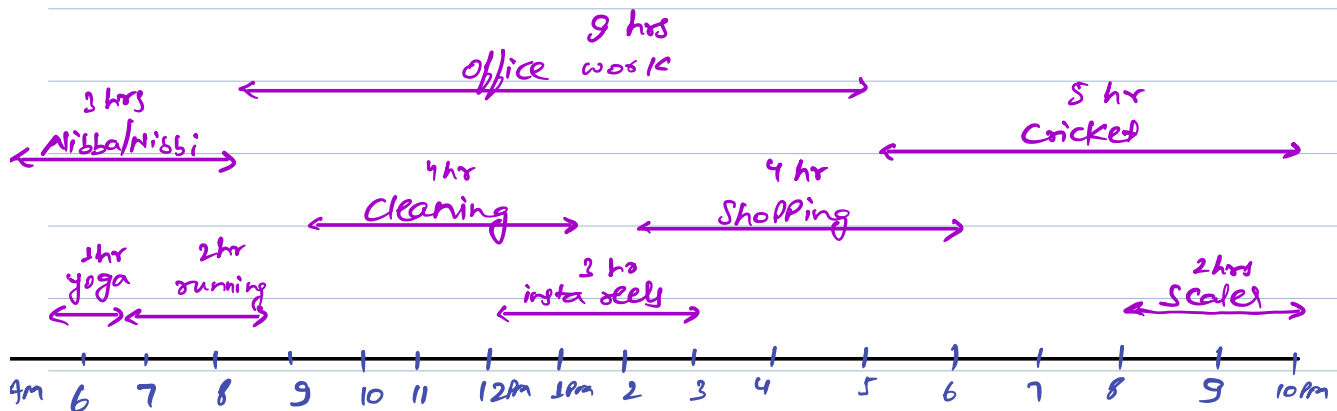 9 hrs
office work
3 hrs
5 hr
Nibba/Nibbi
Cricket
4 hr
4 hr
Cleaning
Shopping
1hr
2hr
3 hr
2 hrs
yoga
running
insta reels
Scaler
6 7 8 9 10 11 12pm 1pm 2 3 4 5 6 7 8 9 10pm